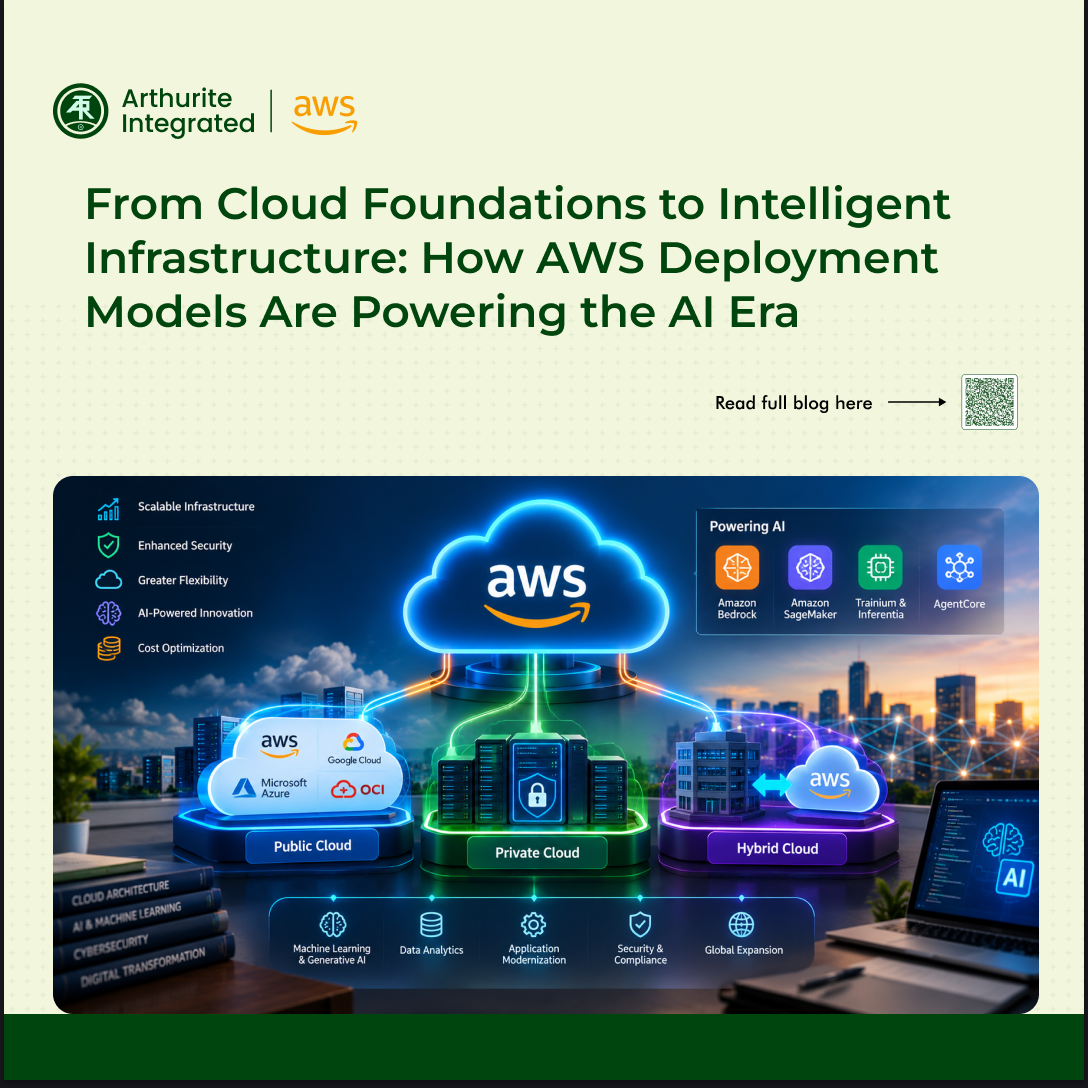 Arthurite
Integrated
aws
From Cloud Foundations to Intelligent
Infrastructure: How AWS Deployment
Models Are Powering the AI Era
Read full blog here
Scalable Infrastructure
Enhanced Security
Greater Flexibility
AI-Powered Innovation
Cost Optimization
aws
Powering AI
Amazon
Bedrock
Amazon
SageMaker
Trainium &
Inferentia
AgentCore
aws
Google Cloud
Microsoft
Azure
OCI
Public Cloud
Private Cloud
aws
Hybrid Cloud
CLOUD ARCHITECTURE
AI & MACHINE LEARNING
CYBERSECURITY
DIGITAL TRANSFORMATION
AI
Machine Learning
& Generative AI
Data Analytics
Application
Modernization
Security &
Compliance
Global Expansion